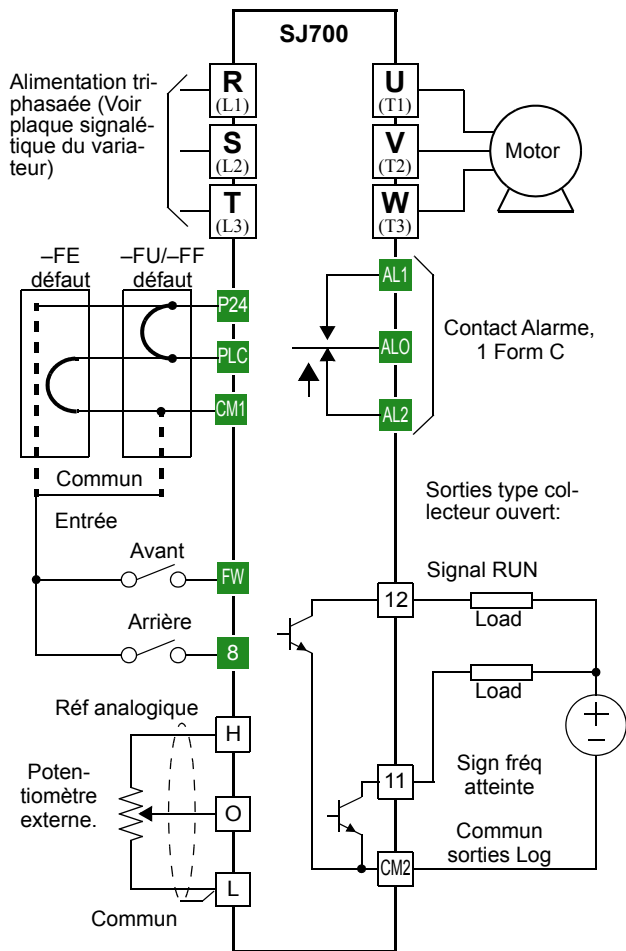 SJ700
Alimentation tri-
phasaée (Voir
plaque signalé-
tique du varia-
teur)
R
(L1)
S
(L2)
T
(L3)
U
(T1)
V
(T2)
W
(T3)
Motor
–FE
défaut
–FU/–FF
défaut
P24
PLC
CM1
AL1
AL0
AL2
Contact Alarme,
1 Form C
Commun
Entrée
Avant
FW
Arrière
8
Sorties type col-
lecteur ouvert:
Signal RUN
12
Load
Load
+
–
11
Sign fréq
atteinte
Commun
sorties Log
CM2
Réf analogique
H
Poten-
tiomètre
externe.
O
L
Commun